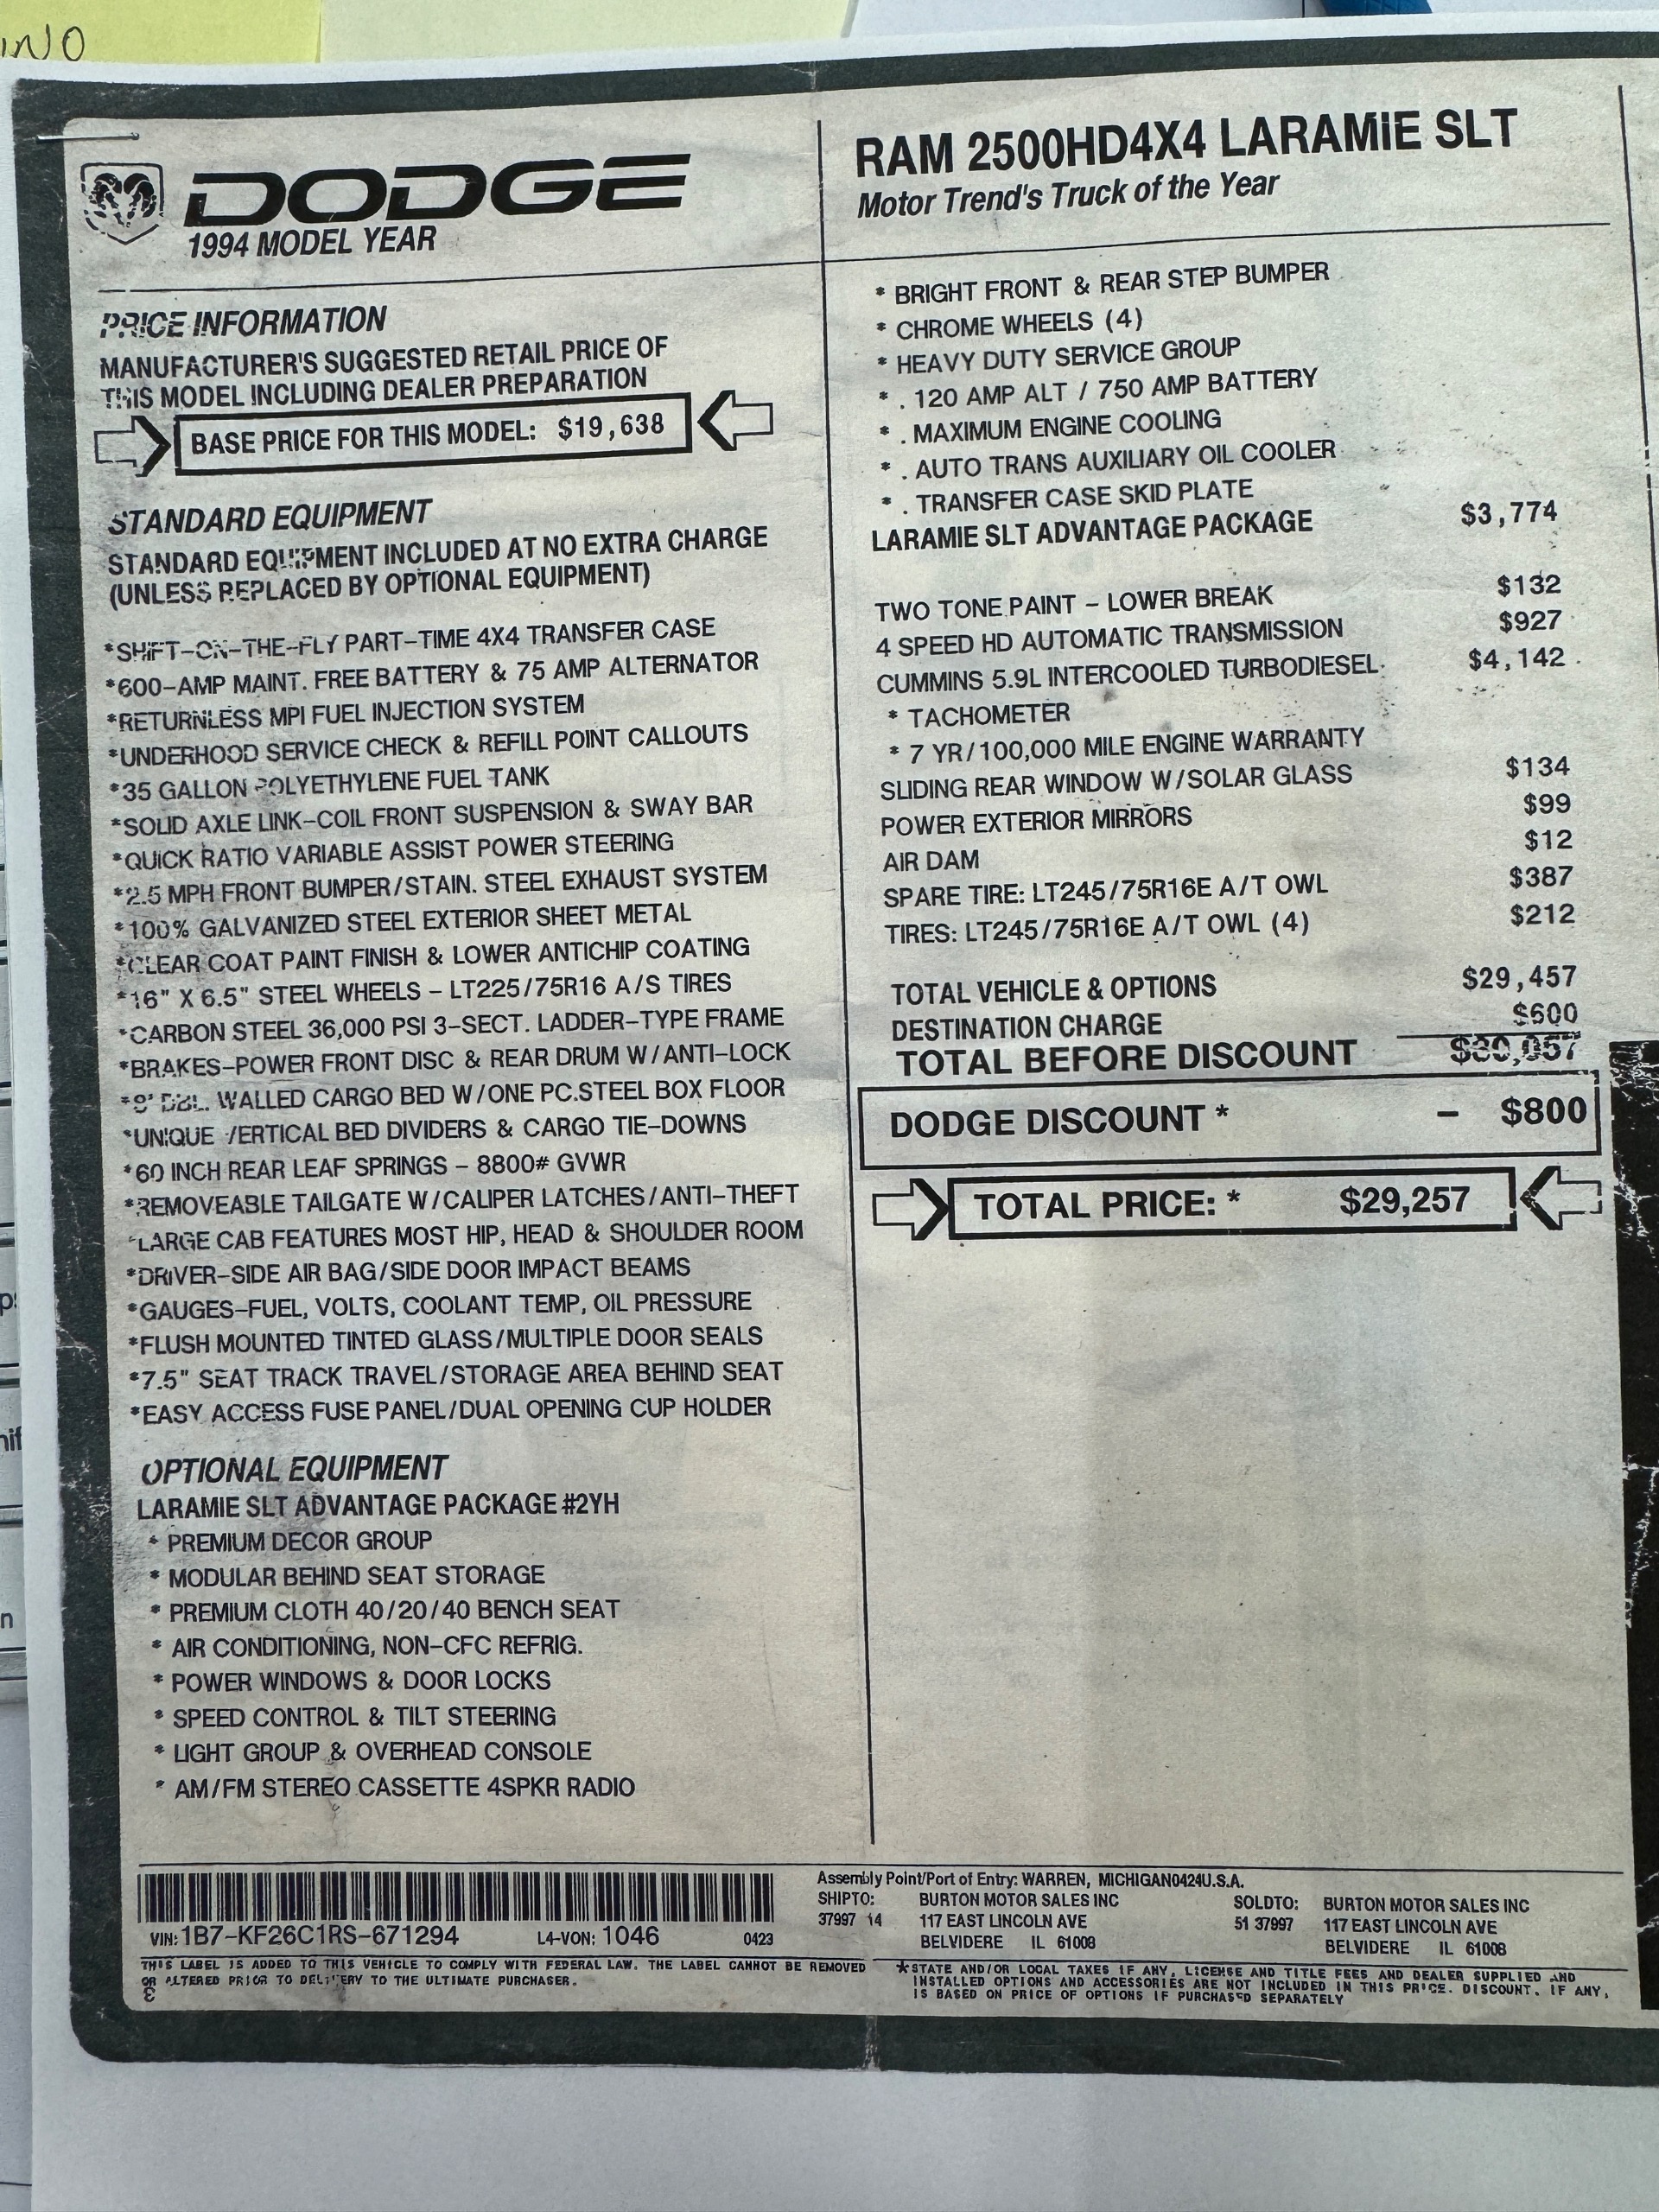 DODGE
1994 MODEL YEAR
PRICE INFORMATION
MANUFACTURER'S SUGGESTED RETAIL PRICE OF
THIS MODEL INCLUDING DEALER PREPARATION
BASE PRICE FOR THIS MODEL: $19,638
STANDARD EQUIPMENT
STANDARD EQUIPMENT INCLUDED AT NO EXTRA CHARGE
(UNLESS REPLACED BY OPTIONAL EQUIPMENT)
*SHIFT-ON-THE-FLY PART-TIME 4X4 TRANSFER CASE
*600-AMP MAINT. FREE BATTERY & 75 AMP ALTERNATOR
*RETURNLESS MPI FUEL INJECTION SYSTEM
*UNDERHOOD SERVICE CHECK & REFILL POINT CALLOUTS
*35 GALLON POLYETHYLENE FUEL TANK
*SOLID AXLE LINK-COIL FRONT SUSPENSION & SWAY BAR
*QUICK RATIO VARIABLE ASSIST POWER STEERING
*2.5 MPH FRONT BUMPER/STAIN. STEEL EXHAUST SYSTEM
*100% GALVANIZED STEEL EXTERIOR SHEET METAL
*CLEAR COAT PAINT FINISH & LOWER ANTICHIP COATING
*16" X 6.5" STEEL WHEELS - LT225/75R16 A/S TIRES
*CARBON STEEL 36,000 PSI 3-SECT. LADDER-TYPE FRAME
*BRAKES-POWER FRONT DISC & REAR DRUM W/ANTI-LOCK
*8' DBL. WALLED CARGO BED W/ONE PC.STEEL BOX FLOOR
*UNIQUE VERTICAL BED DIVIDERS & CARGO TIE-DOWNS
*60 INCH REAR LEAF SPRINGS - 8800# GVWR
*REMOVEABLE TAILGATE W/CALIPER LATCHES/ANTI-THEFT
*LARGE CAB FEATURES MOST HIP, HEAD & SHOULDER ROOM
*DRIVER-SIDE AIR BAG/SIDE DOOR IMPACT BEAMS
*GAUGES-FUEL, VOLTS, COOLANT TEMP, OIL PRESSURE
*FLUSH MOUNTED TINTED GLASS/MULTIPLE DOOR SEALS
*7.5" SEAT TRACK TRAVEL/STORAGE AREA BEHIND SEAT
*EASY ACCESS FUSE PANEL/DUAL OPENING CUP HOLDER
OPTIONAL EQUIPMENT
LARAMIE SLT ADVANTAGE PACKAGE #2YH
* PREMIUM DECOR GROUP
* MODULAR BEHIND SEAT STORAGE
* PREMIUM CLOTH 40/20/40 BENCH SEAT
* AIR CONDITIONING, NON-CFC REFRIG.
* POWER WINDOWS & DOOR LOCKS
* SPEED CONTROL & TILT STEERING
* LIGHT GROUP & OVERHEAD CONSOLE
* AM/FM STEREO CASSETTE 4SPKR RADIO
RAM 2500HD4X4 LARAMIE SLT
Motor Trend's Truck of the Year
* BRIGHT FRONT & REAR STEP BUMPER
* CHROME WHEELS (4)
* HEAVY DUTY SERVICE GROUP
* . 120 AMP ALT / 750 AMP BATTERY
* . MAXIMUM ENGINE COOLING
* . AUTO TRANS AUXILIARY OIL COOLER
* . TRANSFER CASE SKID PLATE
LARAMIE SLT ADVANTAGE PACKAGE $3,774
TWO TONE PAINT - LOWER BREAK $132
4 SPEED HD AUTOMATIC TRANSMISSION $927
CUMMINS 5.9L INTERCOOLED TURBODIESEL $4,142
* TACHOMETER
* 7 YR/100,000 MILE ENGINE WARRANTY
SLIDING REAR WINDOW W/SOLAR GLASS $134
POWER EXTERIOR MIRRORS $99
AIR DAM $12
SPARE TIRE: LT245/75R16E A/T OWL $387
TIRES: LT245/75R16E A/T OWL (4) $212
TOTAL VEHICLE & OPTIONS $29,457
DESTINATION CHARGE $600
TOTAL BEFORE DISCOUNT $30,057
DODGE DISCOUNT * - $800
TOTAL PRICE: * $29,257
VIN: 1B7-KF26C1RS-671294 L4-VON: 1046 0423
THIS LABEL IS ADDED TO THIS VEHICLE TO COMPLY WITH FEDERAL LAW. THE LABEL CANNOT BE REMOVED
OR ALTERED PRIOR TO DELIVERY TO THE ULTIMATE PURCHASER.
Assembly Point/Port of Entry: WARREN, MICHIGAN0424U.S.A.
SHIPTO: BURTON MOTOR SALES INC
37997 14 117 EAST LINCOLN AVE
BELVIDERE IL 61008
SOLDTO: BURTON MOTOR SALES INC
51 37997 117 EAST LINCOLN AVE
BELVIDERE IL 61008
*STATE AND/OR LOCAL TAXES IF ANY, LICENSE AND TITLE FEES AND DEALER SUPPLIED AND
INSTALLED OPTIONS AND ACCESSORIES ARE NOT INCLUDED IN THIS PRICE. DISCOUNT, IF ANY,
IS BASED ON PRICE OF OPTIONS IF PURCHASED SEPARATELY